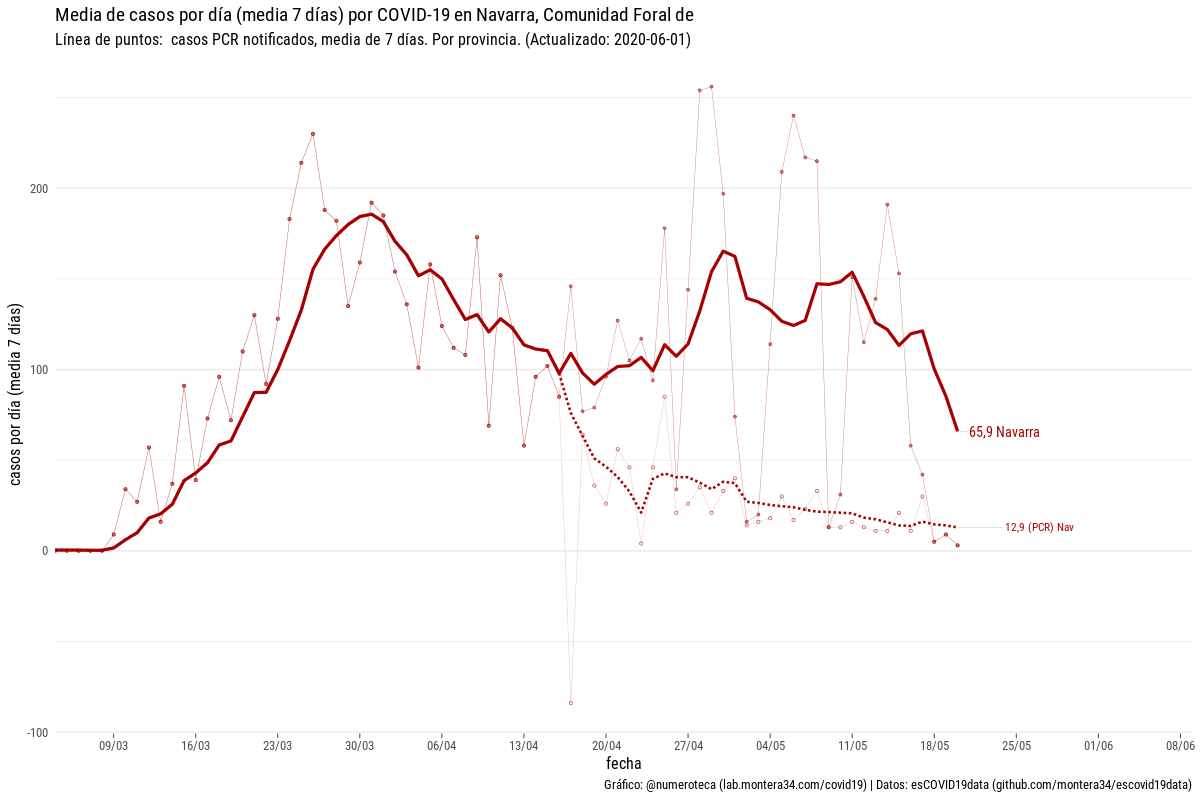 Media de casos por día (media 7 días) por COVID-19 en Navarra, Comunidad Foral de
Línea de puntos:  casos PCR notificados, media de 7 días. Por provincia. (Actualizado: 2020-06-01)
casos por día (media 7 días)
200
100
0
-100
65,9 Navarra
12,9 (PCR) Nav
09/03 16/03 23/03 30/03 06/04 13/04 20/04 27/04 04/05 11/05 18/05 25/05 01/06 08/06
fecha
Gráfico: @numeroteca (lab.montera34.com/covid19) | Datos: esCOVID19data (github.com/montera34/escovid19data)